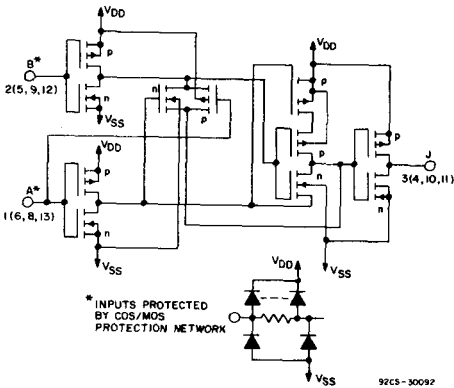 VDD
B*
2(5, 9, 12)
p
n
VSS
VDD
A*
1(6, 8, 13)
p
n
VSS
n
p
VDD
p
p
n
p
n
J
3(4, 10, 11)
VSS
* INPUTS PROTECTED
BY COS/MOS
PROTECTION NETWORK
VDD
VSS
92CS-30092